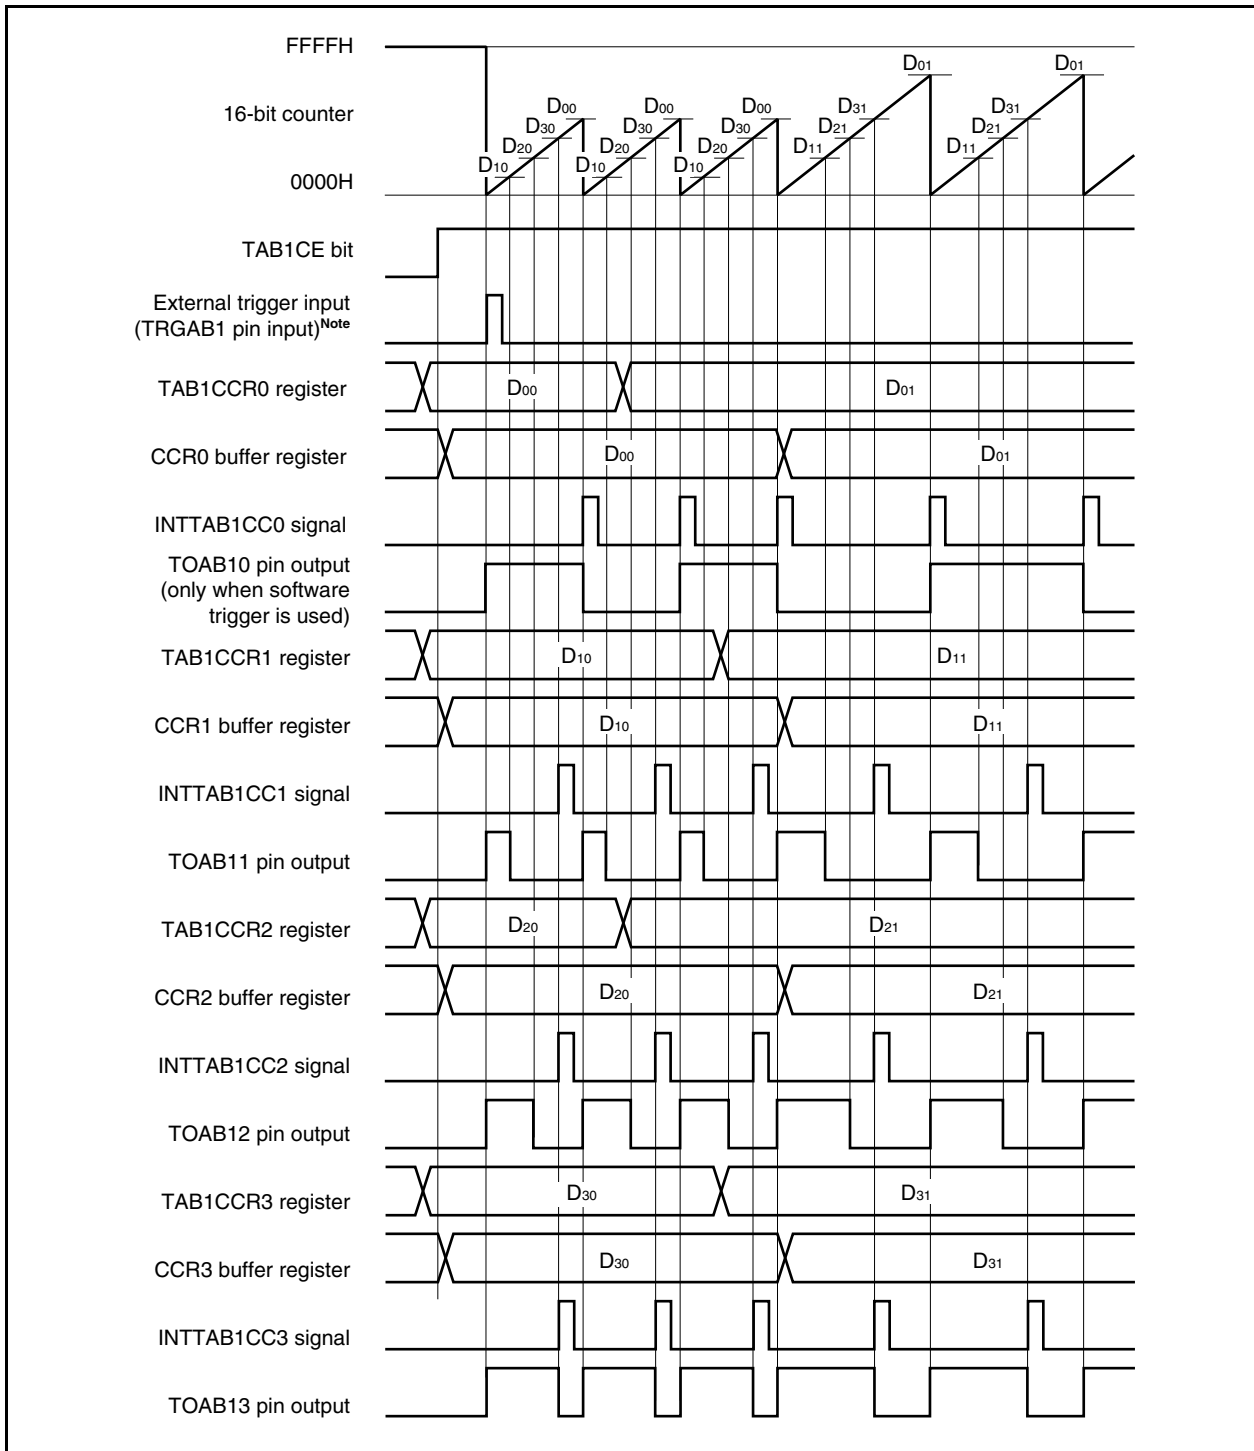 FFFFH
D01 D01
16-bit counter
D00 D00 D00 D31 D31
D30 D30 D30 D21 D21
D20 D20 D20 D11 D11
D10 D10 D10
0000H
TAB1CE bit
External trigger input
(TRGAB1 pin input)Note
TAB1CCR0 register D00 D01
CCR0 buffer register D00 D01
INTTAB1CC0 signal
TOAB10 pin output
(only when software
trigger is used)
TAB1CCR1 register D10 D11
CCR1 buffer register D10 D11
INTTAB1CC1 signal
TOAB11 pin output
TAB1CCR2 register D20 D21
CCR2 buffer register D20 D21
INTTAB1CC2 signal
TOAB12 pin output
TAB1CCR3 register D30 D31
CCR3 buffer register D30 D31
INTTAB1CC3 signal
TOAB13 pin output